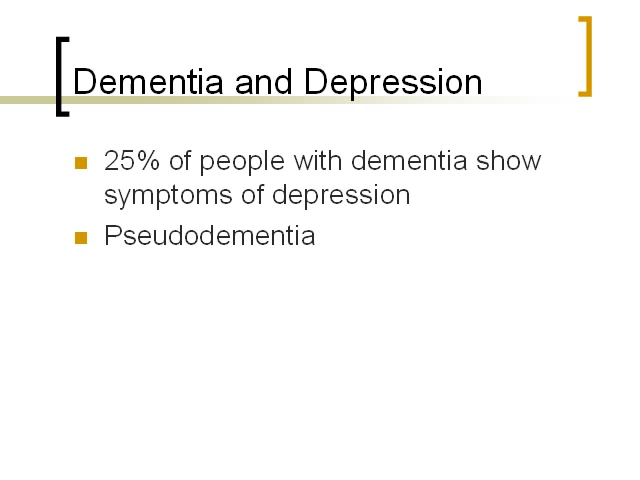 Dementia and Depression
25% of people with dementia show
symptoms of depression
Pseudodementia